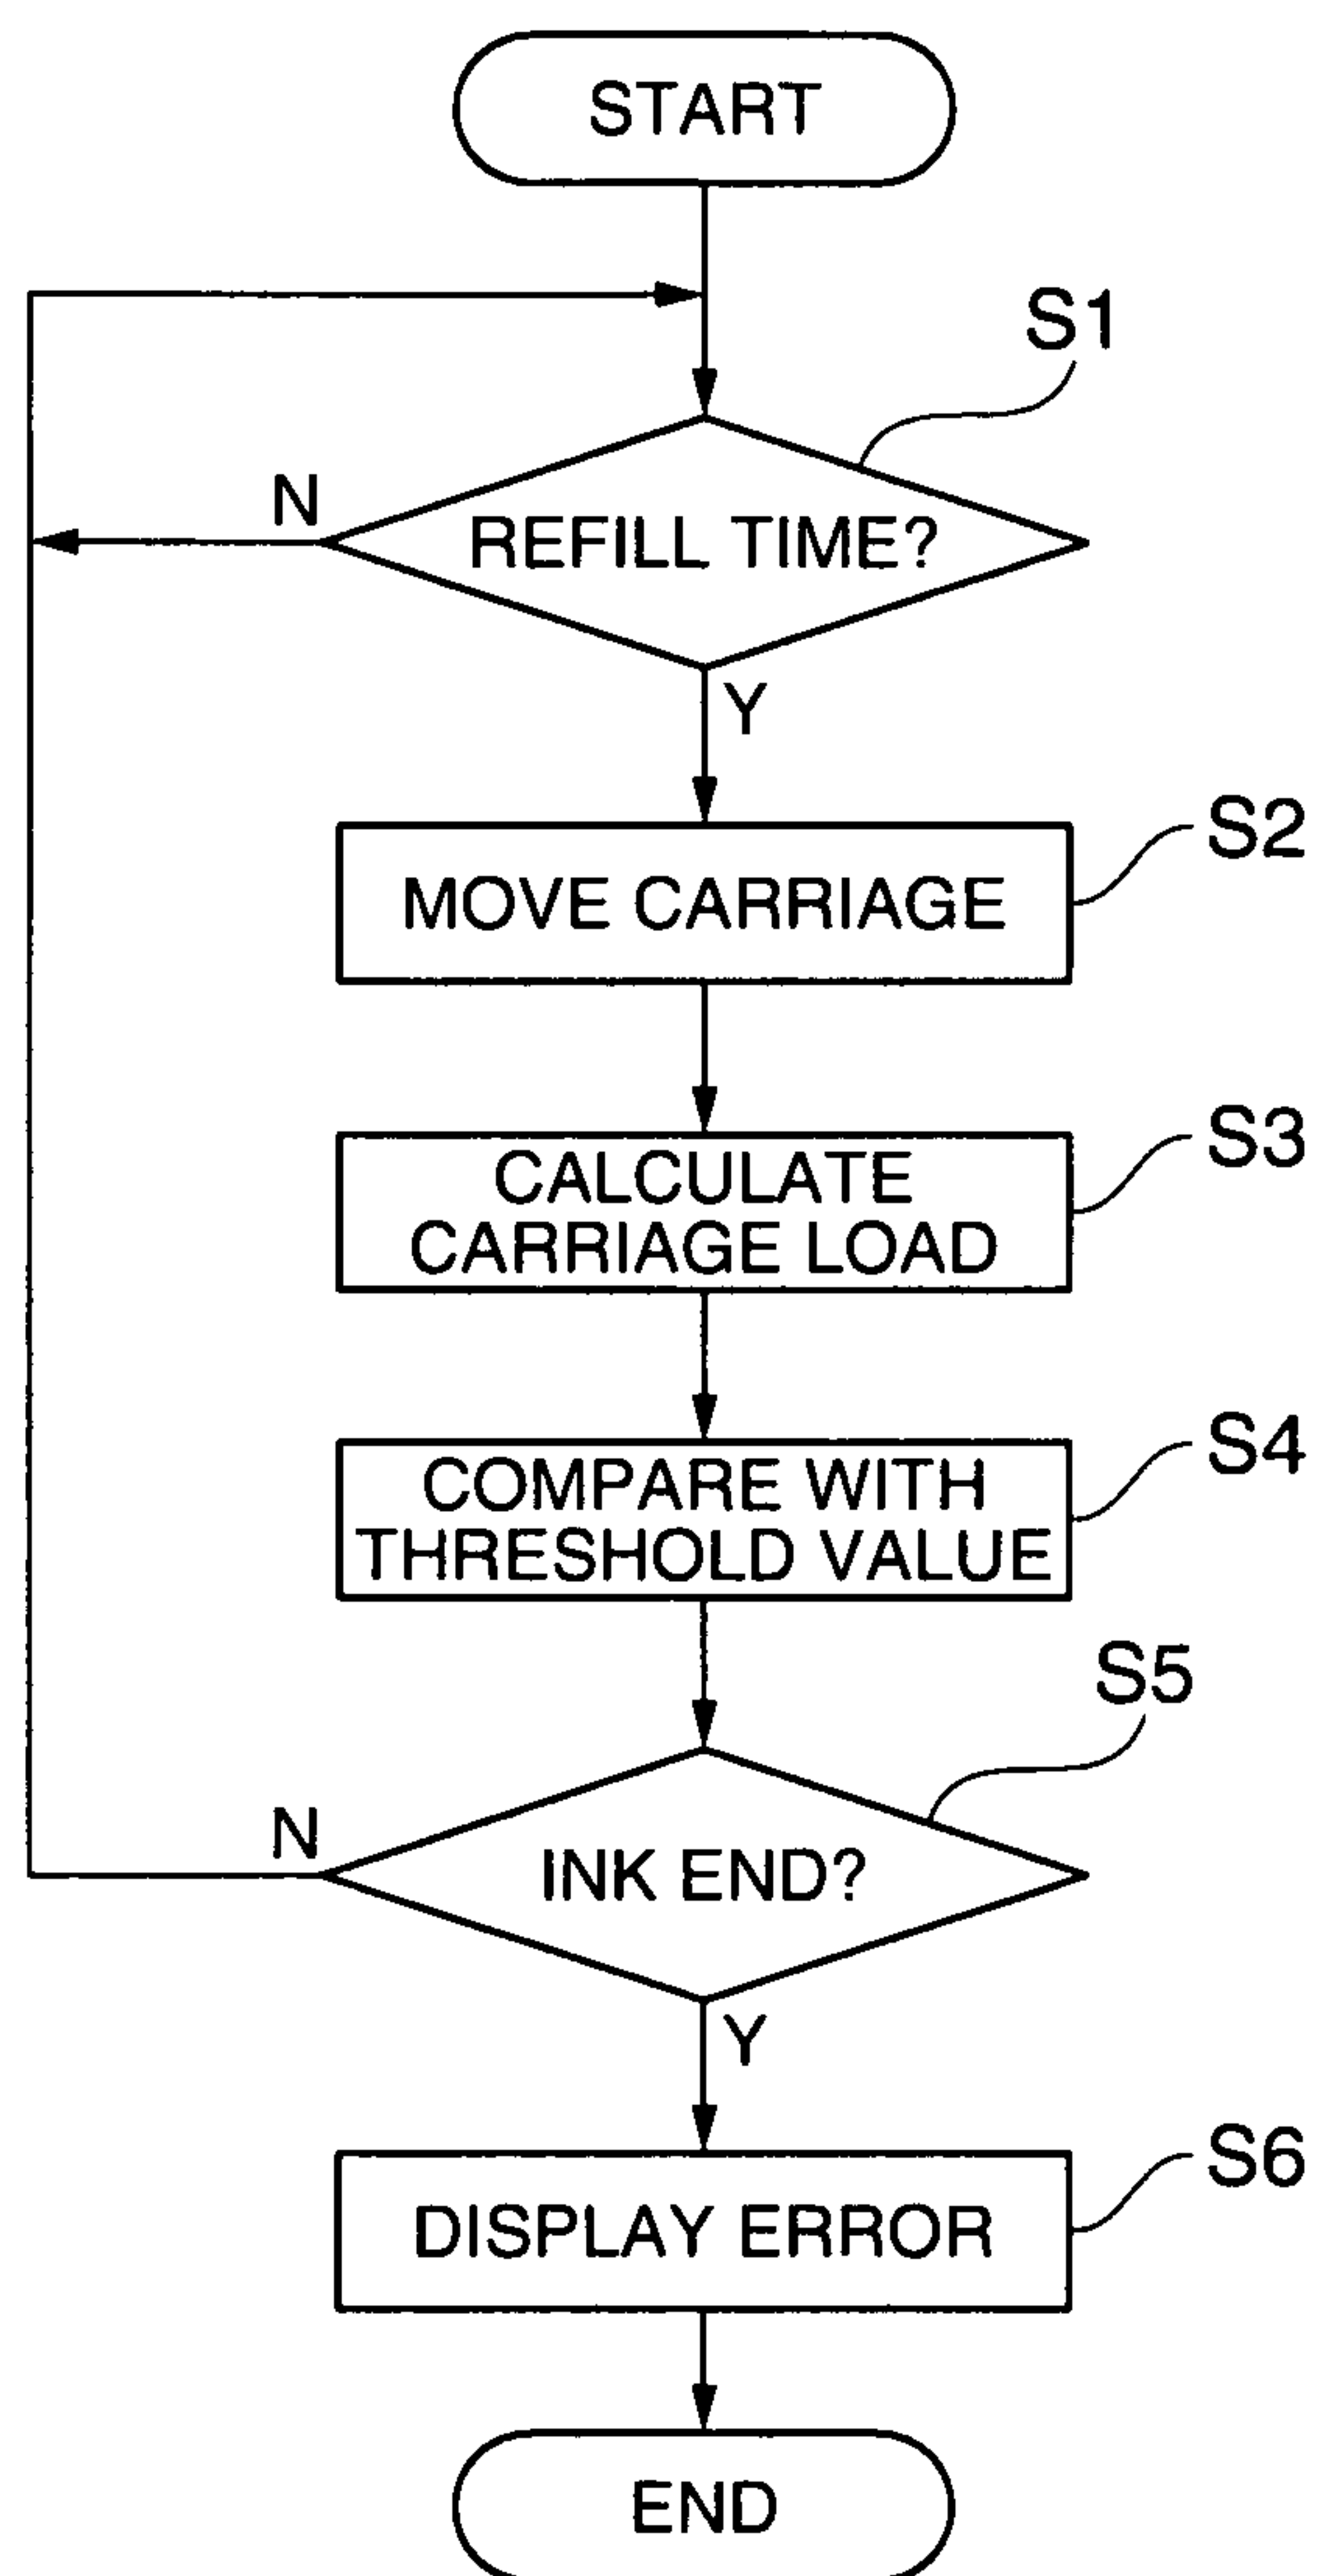 START
S1
N
REFILL TIME?
Y
S2
MOVE CARRIAGE
S3
CALCULATE
CARRIAGE LOAD
S4
COMPARE WITH
THRESHOLD VALUE
S5
N
INK END?
Y
S6
DISPLAY ERROR
END